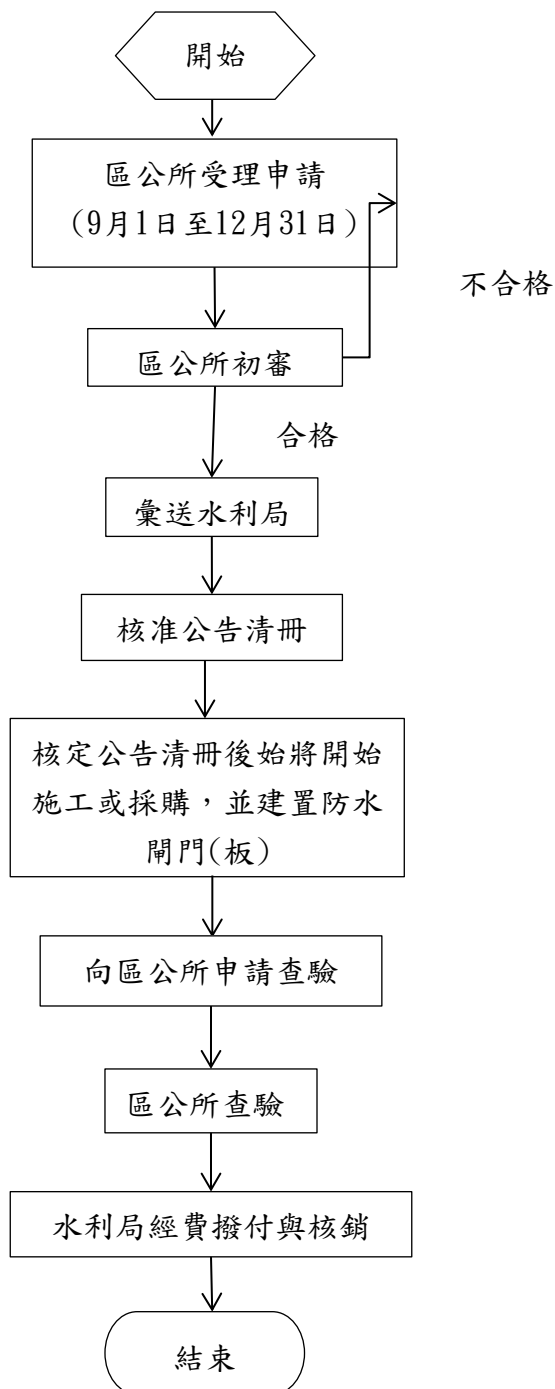 開始
區公所受理申請
(9月1日至12月31日)
不合格
區公所初審
合格
彙送水利局
核准公告清冊
核定公告清冊後始將開始
施工或採購，並建置防水
閘門(板)
向區公所申請查驗
區公所查驗
水利局經費撥付與核銷
結束